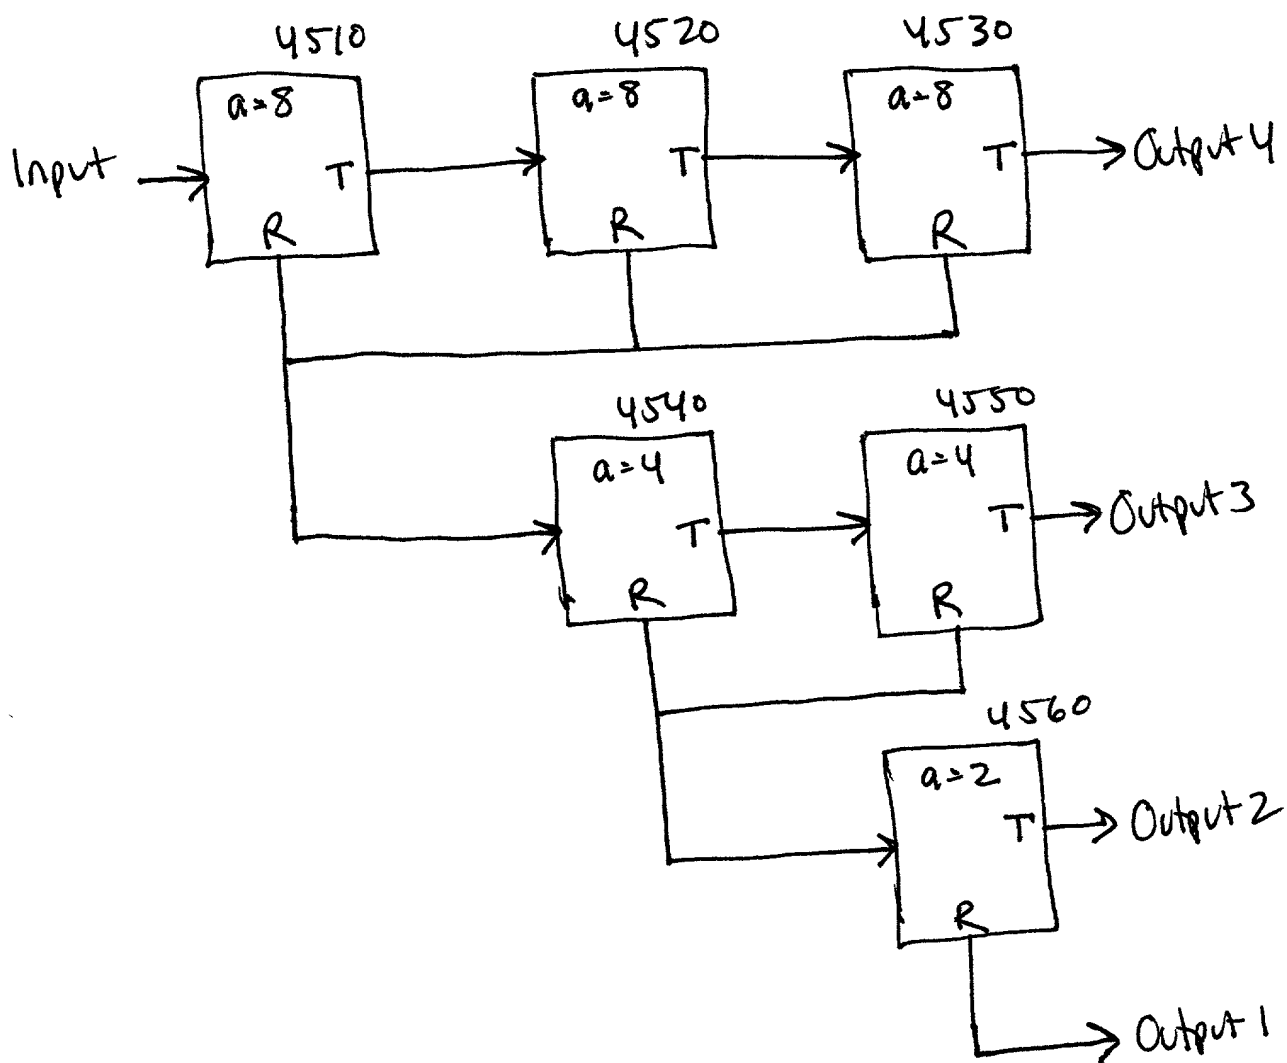 4510 4520 4530
a=8 a=8 a=8
Input T T T Output 4
R R R
4540 4550
a=4 a=4
T T Output 3
R R
4560
a=2
T Output 2
R
Output 1